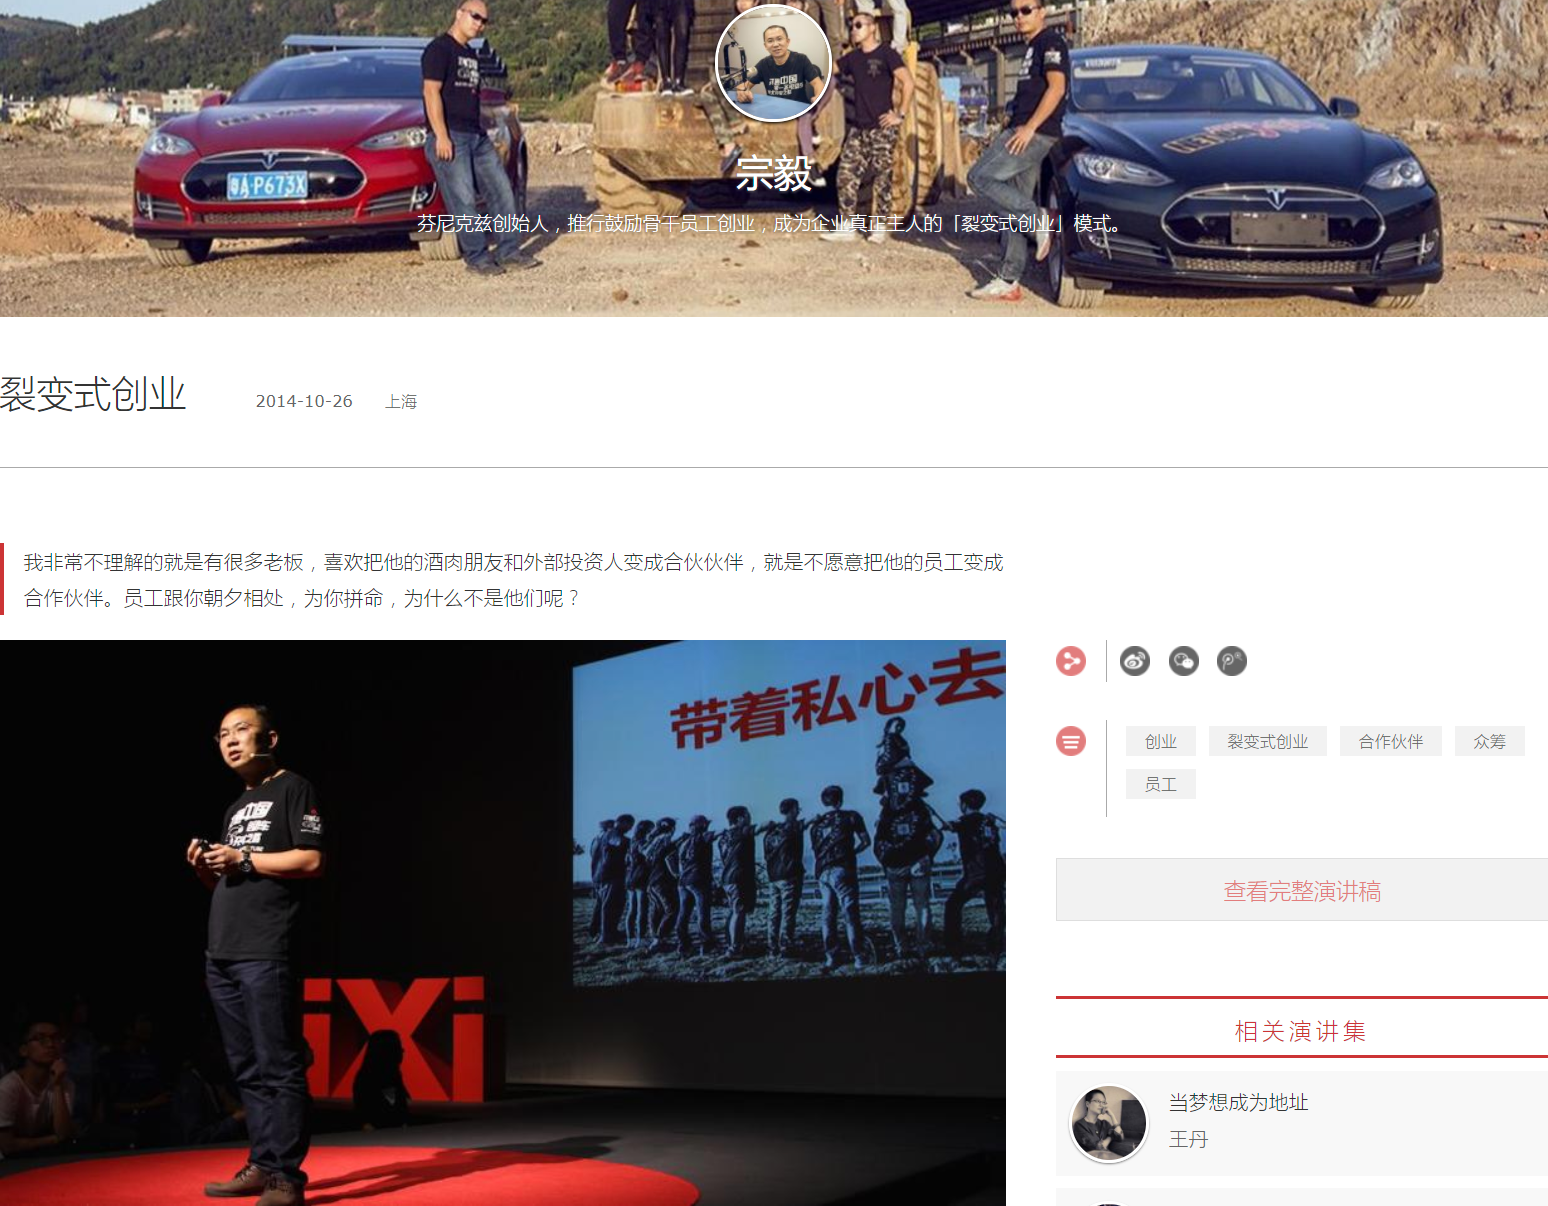 粤A·P673X
宗毅
芬尼克兹创始人，推行鼓励骨干员工创业，成为企业真正主人的「裂变式创业」模式。
裂变式创业
2014-10-26 上海
我非常不理解的就是有很多老板，喜欢把他的酒肉朋友和外部投资人变成合伙伙伴，就是不愿意把他的员工变成
合作伙伴。员工跟你朝夕相处，为你拼命，为什么不是他们呢？
带着私心去
iXi
创业 裂变式创业 合作伙伴 众筹
员工
查看完整演讲稿
相关演讲集
当梦想成为地址
王丹